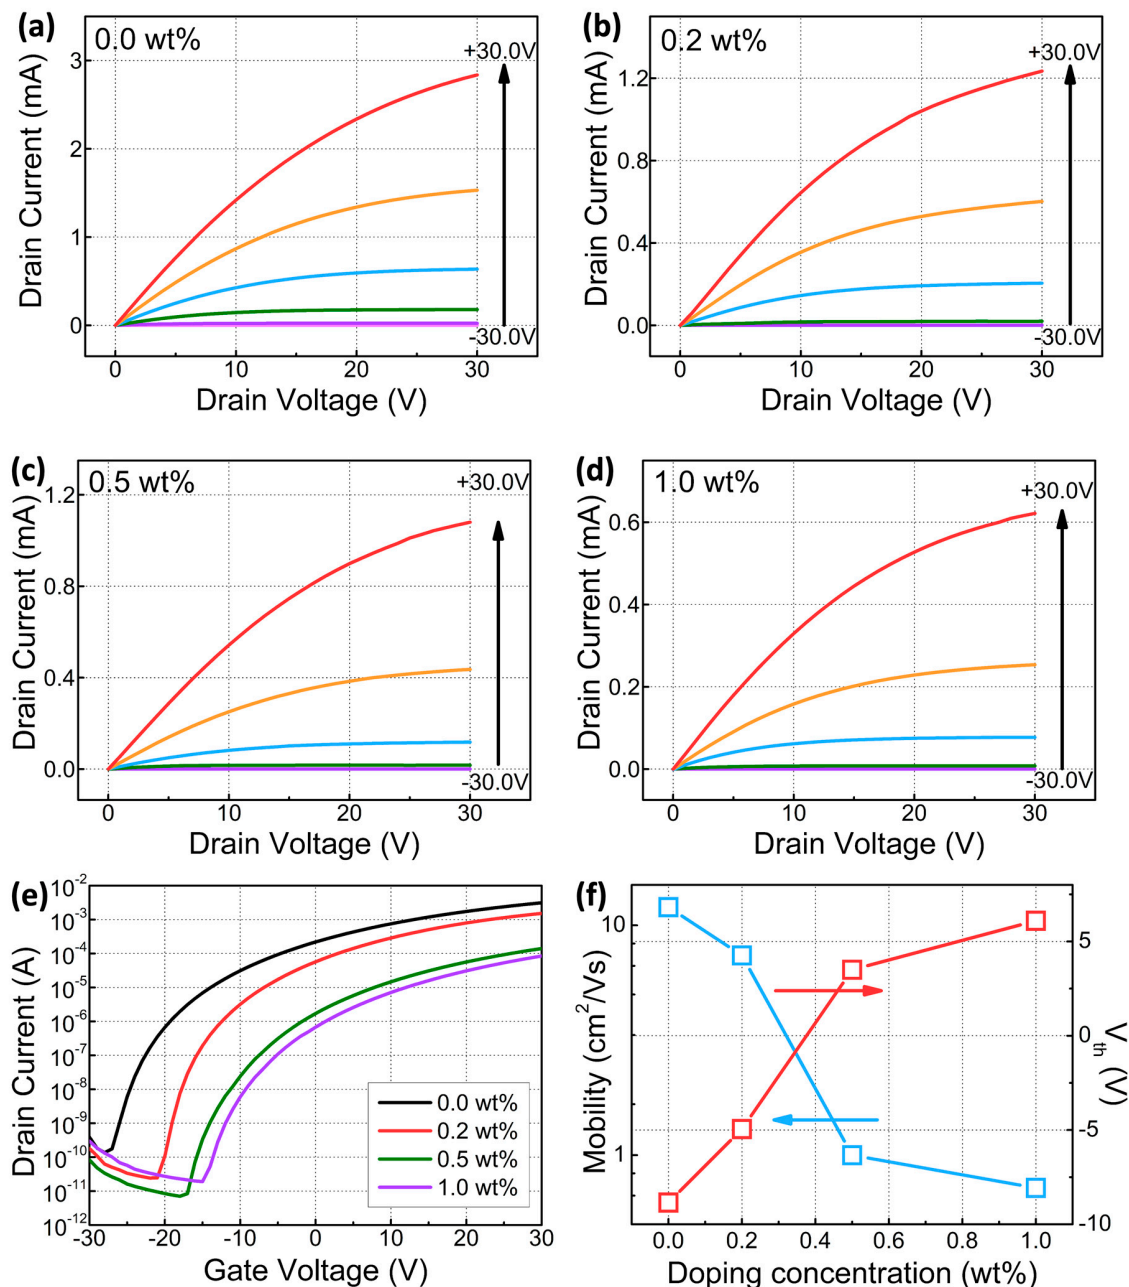 (a)
0.0 wt%
+30.0V
3
2
1
0
-30.0V
0 10 20 30
Drain Current (mA)
Drain Voltage (V)
(b)
0.2 wt%
+30.0V
1.2
0.8
0.4
0.0
-30.0V
0 10 20 30
Drain Current (mA)
Drain Voltage (V)
(c)
0.5 wt%
+30.0V
1.2
0.8
0.4
0.0
-30.0V
0 10 20 30
Drain Current (mA)
Drain Voltage (V)
(d)
1.0 wt%
+30.0V
0.6
0.4
0.2
0.0
-30.0V
0 10 20 30
Drain Current (mA)
Drain Voltage (V)
(e)
10⁻²
10⁻³
10⁻⁴
10⁻⁵
10⁻⁶
10⁻⁷
10⁻⁸
10⁻⁹
10⁻¹⁰
10⁻¹¹
10⁻¹²
0.0 wt%
0.2 wt%
0.5 wt%
1.0 wt%
-30 -20 -10 0 10 20 30
Drain Current (A)
Gate Voltage (V)
(f)
10
1
5
0
-5
-10
0.0 0.2 0.4 0.6 0.8 1.0
Mobility (cm²/Vs)
Vth (V)
Doping concentration (wt%)